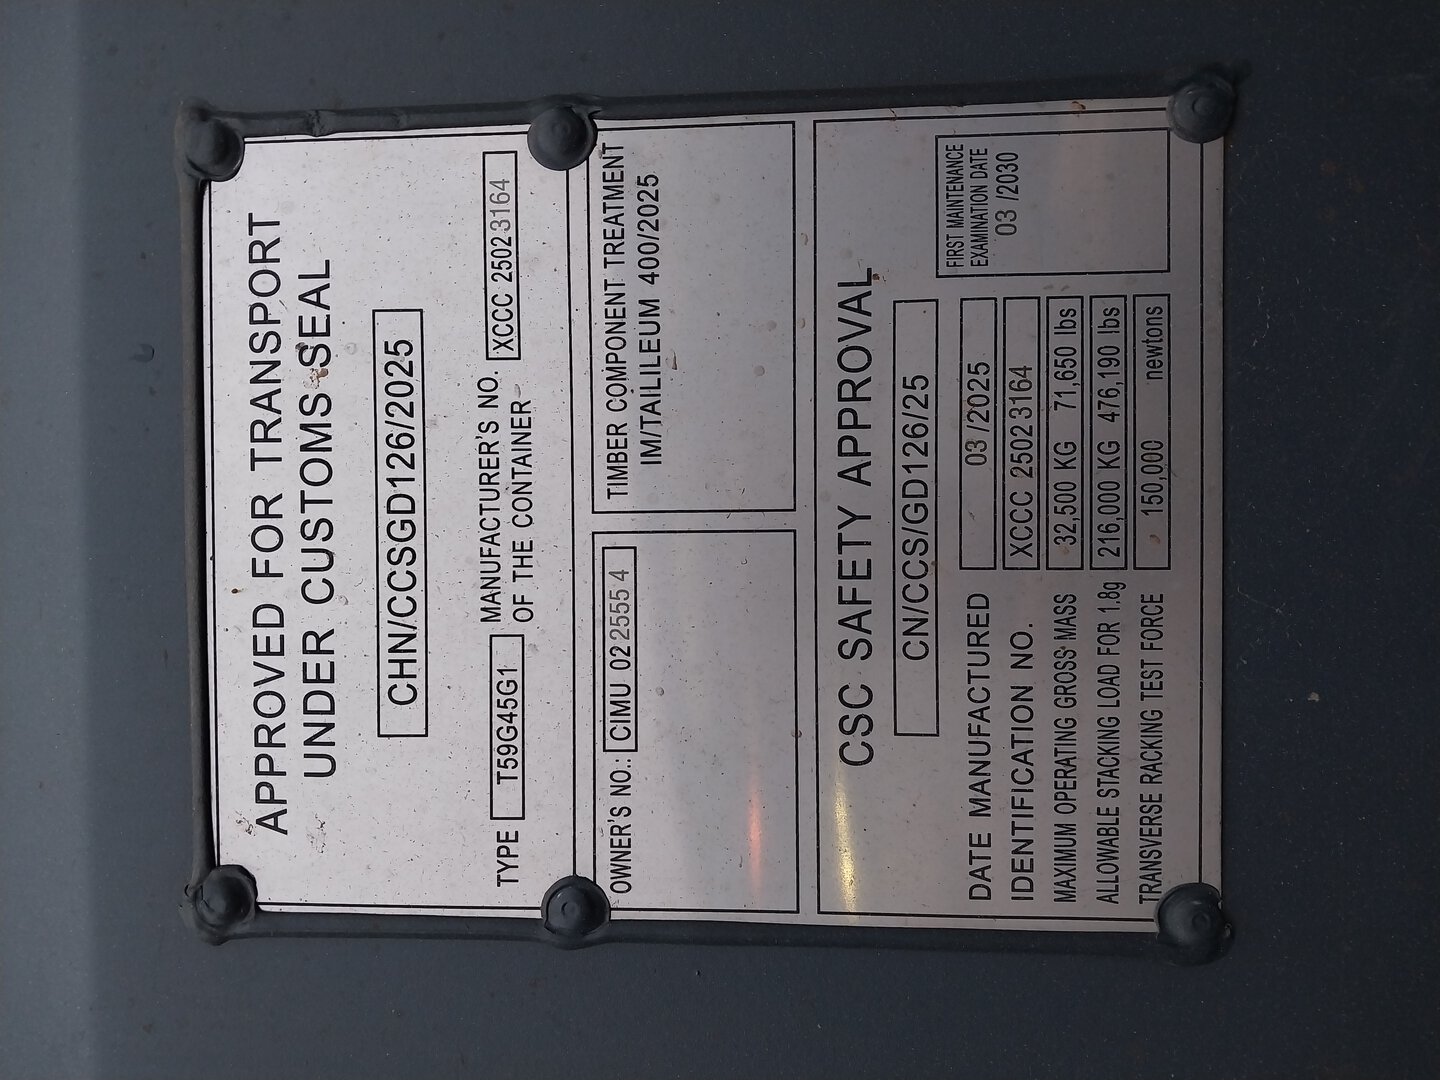 APPROVED FOR TRANSPORT
UNDER CUSTOMS SEAL
CHN/CCSGD126/2025
TYPE T59G45G1 MANUFACTURER'S NO. OF THE CONTAINER XCCC 25023164
OWNER'S NO.: CIMU 02 2555 4
TIMBER COMPONENT TREATMENT
IM/TAILILEUM 400/2025
CSC SAFETY APPROVAL
CN/CCS/GD126/25
DATE MANUFACTURED 03 /2025
IDENTIFICATION NO. XCCC 25023164
MAXIMUM OPERATING GROSS MASS 32,500 KG 71,650 lbs
ALLOWABLE STACKING LOAD FOR 1.8g 216,000 KG 476,190 lbs
TRANSVERSE RACKING TEST FORCE 150,000 newtons
FIRST MAINTENANCE
EXAMINATION DATE
03 /2030